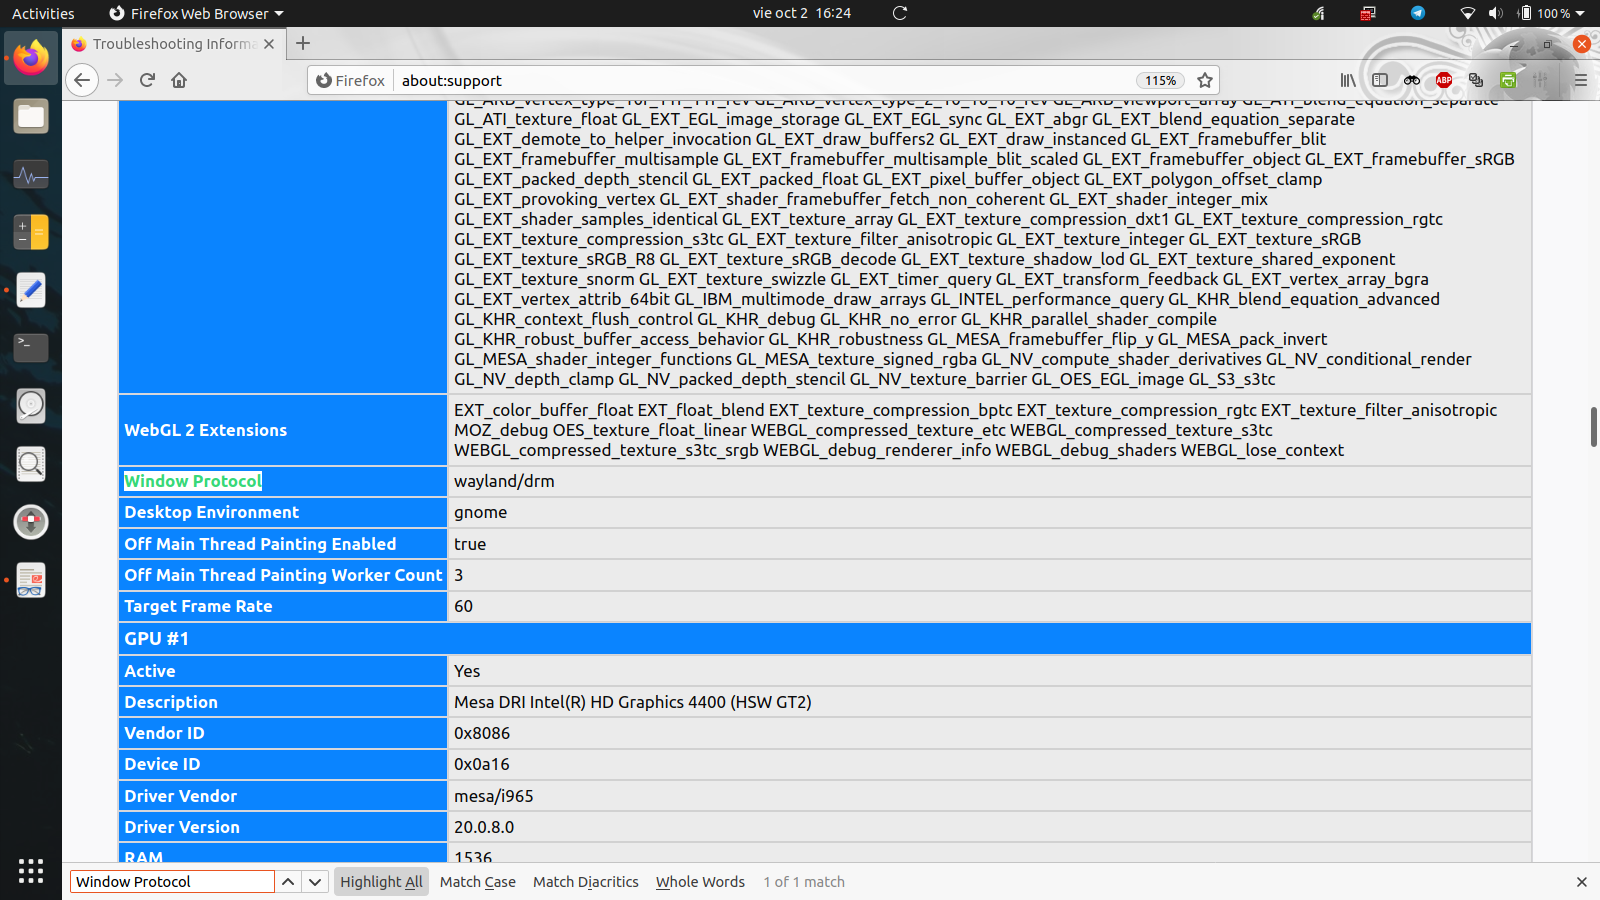 Activities
Firefox Web Browser
vie oct 2 16:24
100 %
Troubleshooting Informa
Firefox
about:support
115%
ABP
GL_ARB_vertex_type_10f_11f_11f_rev GL_ARB_vertex_type_2_10_10_10_rev GL_ARB_viewport_array GL_ATI_blend_equation_separate
GL_ATI_texture_float GL_EXT_EGL_image_storage GL_EXT_EGL_sync GL_EXT_abgr GL_EXT_blend_equation_separate
GL_EXT_demote_to_helper_invocation GL_EXT_draw_buffers2 GL_EXT_draw_instanced GL_EXT_framebuffer_blit
GL_EXT_framebuffer_multisample GL_EXT_framebuffer_multisample_blit_scaled GL_EXT_framebuffer_object GL_EXT_framebuffer_sRGB
GL_EXT_packed_depth_stencil GL_EXT_packed_float GL_EXT_pixel_buffer_object GL_EXT_polygon_offset_clamp
GL_EXT_provoking_vertex GL_EXT_shader_framebuffer_fetch_non_coherent GL_EXT_shader_integer_mix
GL_EXT_shader_samples_identical GL_EXT_texture_array GL_EXT_texture_compression_dxt1 GL_EXT_texture_compression_rgtc
GL_EXT_texture_compression_s3tc GL_EXT_texture_filter_anisotropic GL_EXT_texture_integer GL_EXT_texture_sRGB
GL_EXT_texture_sRGB_R8 GL_EXT_texture_sRGB_decode GL_EXT_texture_shadow_lod GL_EXT_texture_shared_exponent
GL_EXT_texture_snorm GL_EXT_texture_swizzle GL_EXT_timer_query GL_EXT_transform_feedback GL_EXT_vertex_array_bgra
GL_EXT_vertex_attrib_64bit GL_IBM_multimode_draw_arrays GL_INTEL_performance_query GL_KHR_blend_equation_advanced
GL_KHR_context_flush_control GL_KHR_debug GL_KHR_no_error GL_KHR_parallel_shader_compile
GL_KHR_robust_buffer_access_behavior GL_KHR_robustness GL_MESA_framebuffer_flip_y GL_MESA_pack_invert
GL_MESA_shader_integer_functions GL_MESA_texture_signed_rgba GL_NV_compute_shader_derivatives GL_NV_conditional_render
GL_NV_depth_clamp GL_NV_packed_depth_stencil GL_NV_texture_barrier GL_OES_EGL_image GL_S3_s3tc
WebGL 2 Extensions
EXT_color_buffer_float EXT_float_blend EXT_texture_compression_bptc EXT_texture_compression_rgtc EXT_texture_filter_anisotropic
MOZ_debug OES_texture_float_linear WEBGL_compressed_texture_etc WEBGL_compressed_texture_s3tc
WEBGL_compressed_texture_s3tc_srgb WEBGL_debug_renderer_info WEBGL_debug_shaders WEBGL_lose_context
Window Protocol wayland/drm
Desktop Environment gnome
Off Main Thread Painting Enabled true
Off Main Thread Painting Worker Count 3
Target Frame Rate 60
GPU #1
Active Yes
Description Mesa DRI Intel(R) HD Graphics 4400 (HSW GT2)
Vendor ID 0x8086
Device ID 0x0a16
Driver Vendor mesa/i965
Driver Version 20.0.8.0
RAM 1536
Window Protocol Highlight All Match Case Match Diacritics Whole Words 1 of 1 match